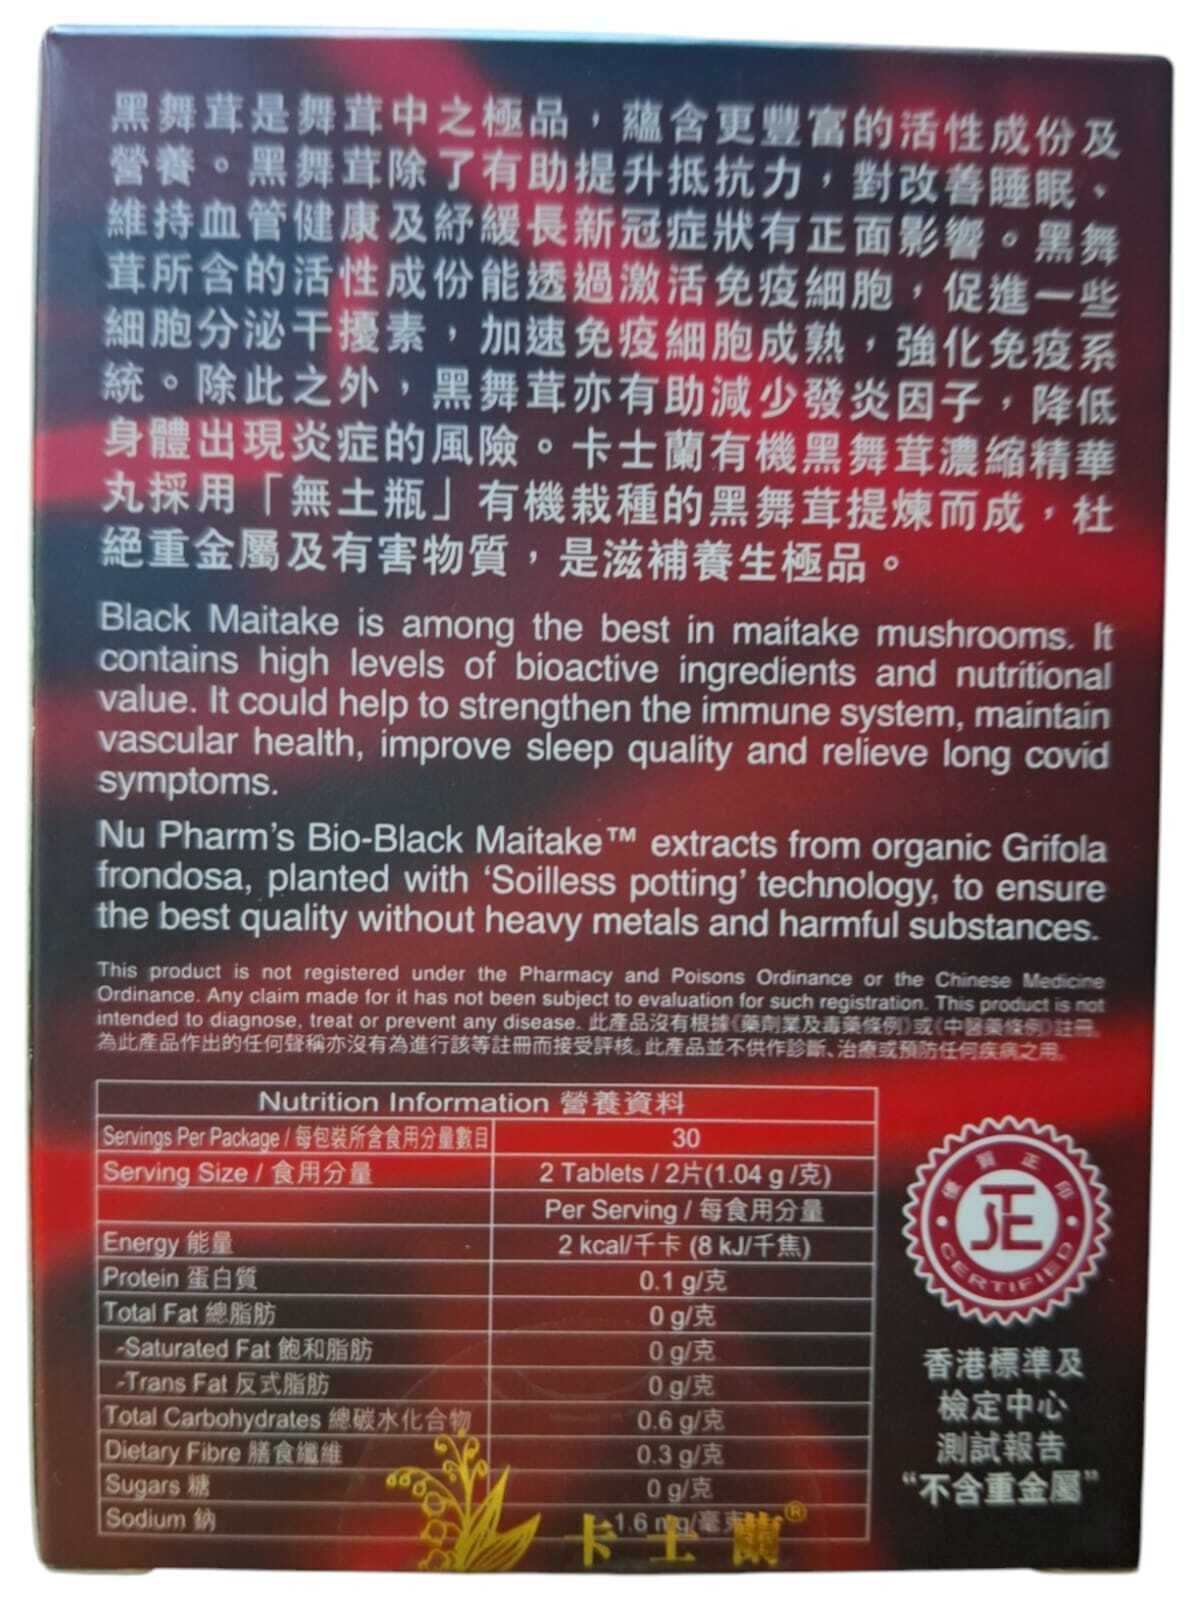 黑舞茸是舞茸中之極品，蘊含更豐富的活性成份及
營養。黑舞茸除了有助提升抵抗力，對改善睡眠、
維持血管健康及紓緩長新冠症狀有正面影響。黑舞
茸所含的活性成份能透過激活免疫細胞，促進一些
細胞分泌干擾素，加速免疫細胞成熟，強化免疫系
統。除此之外，黑舞茸亦有助減少發炎因子，降低
身體出現炎症的風險。卡士蘭有機黑舞茸濃縮精華
丸採用「無土瓶」有機栽種的黑舞茸提煉而成，杜
絕重金屬及有害物質，是滋補養生極品。
Black Maitake is among the best in maitake mushrooms. It
contains high levels of bioactive ingredients and nutritional
value. It could help to strengthen the immune system, maintain
vascular health, improve sleep quality and relieve long covid
symptoms.
Nu Pharm's Bio-Black Maitake™ extracts from organic Grifola
frondosa, planted with ‘Soilless potting’ technology, to ensure
the best quality without heavy metals and harmful substances.
This product is not registered under the Pharmacy and Poisons Ordinance or the Chinese Medicine
Ordinance. Any claim made for it has not been subject to evaluation for such registration. This product is not
intended to diagnose, treat or prevent any disease. 此產品沒有根據《藥劑業及毒藥條例》或《中醫藥條例》註冊。
為此產品作出的任何聲稱亦沒有為進行該等註冊而接受評核。此產品並不供作診斷、治療或預防任何疾病之用。
Nutrition Information 營養資料
Servings Per Package / 每包裝所含食用分量數目 30
Serving Size / 食用分量 2 Tablets / 2片(1.04 g /克)
Per Serving / 每食用分量
Energy 能量 2 kcal/千卡 (8 kJ/千焦)
Protein 蛋白質 0.1 g/克
Total Fat 總脂肪 0 g/克
-Saturated Fat 飽和脂肪 0 g/克
-Trans Fat 反式脂肪 0 g/克
Total Carbohydrates 總碳水化合物 0.6 g/克
Dietary Fibre 膳食纖維 0.3 g/克
Sugars 糖 0 g/克
Sodium 鈉 1.6 mg/毫克
卡士蘭®
正印
正
CERTIFIED
香港標準及
檢定中心
測試報告
“不含重金屬”